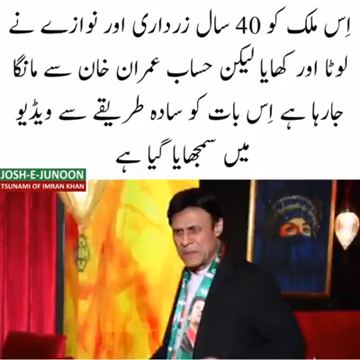 اِس ملک کو 40 سال زرداری اور نوازے نے
لوٹا اور کھایا لیکن حساب عمران خان سے مانگا
جارہا ہے اِس بات کو سادہ طریقے سے ویڈیو
میں سمجھایا گیا ہے
JOSH-E-JUNOON
TSUNAMI OF IMRAN KHAN